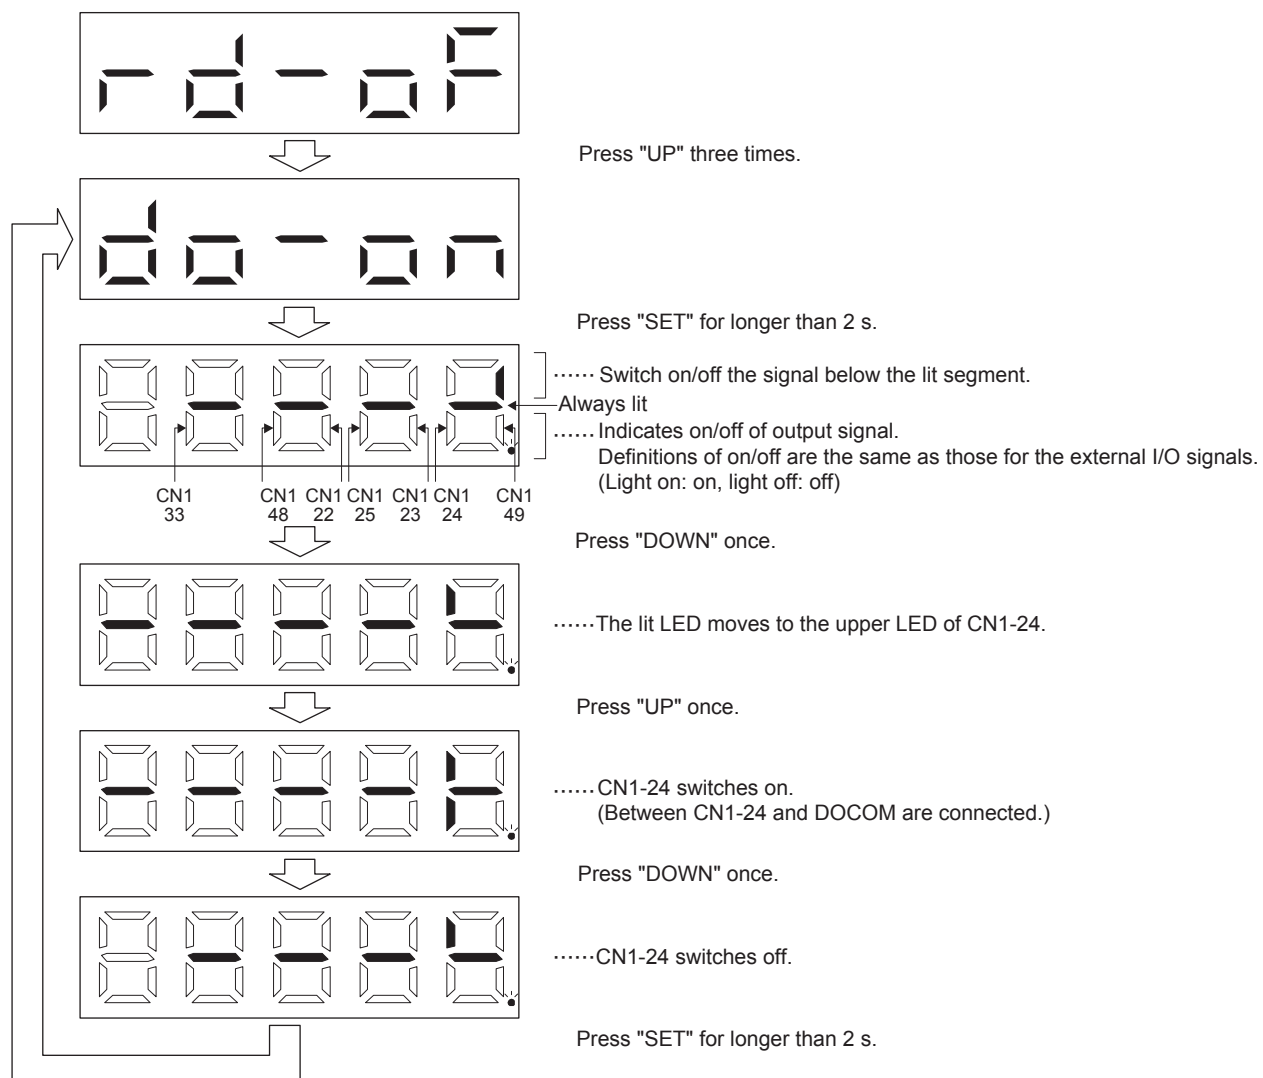 rd-oF
Press "UP" three times.
do-on
Press "SET" for longer than 2 s.
······ Switch on/off the signal below the lit segment.
Always lit
······ Indicates on/off of output signal.
Definitions of on/off are the same as those for the external I/O signals.
(Light on: on, light off: off)
CN1 CN1 CN1 CN1 CN1 CN1 CN1
33 48 22 25 23 24 49
Press "DOWN" once.
······The lit LED moves to the upper LED of CN1-24.
Press "UP" once.
······CN1-24 switches on.
(Between CN1-24 and DOCOM are connected.)
Press "DOWN" once.
······CN1-24 switches off.
Press "SET" for longer than 2 s.